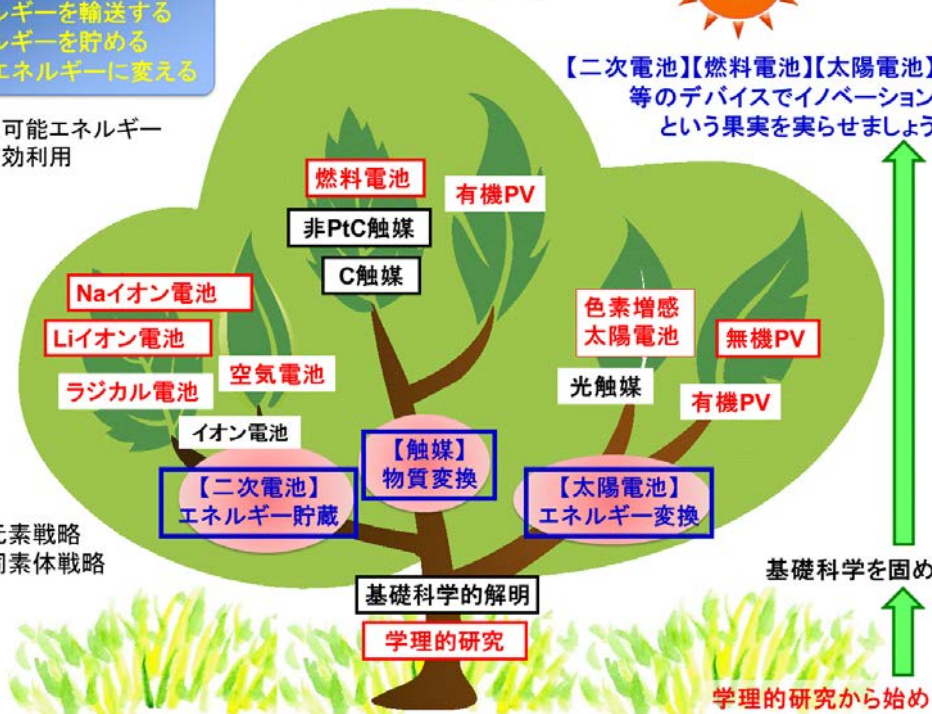 ルギーを輸送する
ルギーを貯める
エネルギーに変える
可能エネルギー
効利用
【二次電池】【燃料電池】【太陽電池】
等のデバイスでイノベーション
という果実を実らせましょう
燃料電池
有機PV
非PtC触媒
C触媒
Naイオン電池
Liイオン電池
ラジカル電池
空気電池
イオン電池
色素増感
太陽電池
無機PV
光触媒
有機PV
【二次電池】
エネルギー貯蔵
【触媒】
物質変換
【太陽電池】
エネルギー変換
元素戦略
同素体戦略
基礎科学的解明
学理的研究
基礎科学を固め
学理的研究から始め